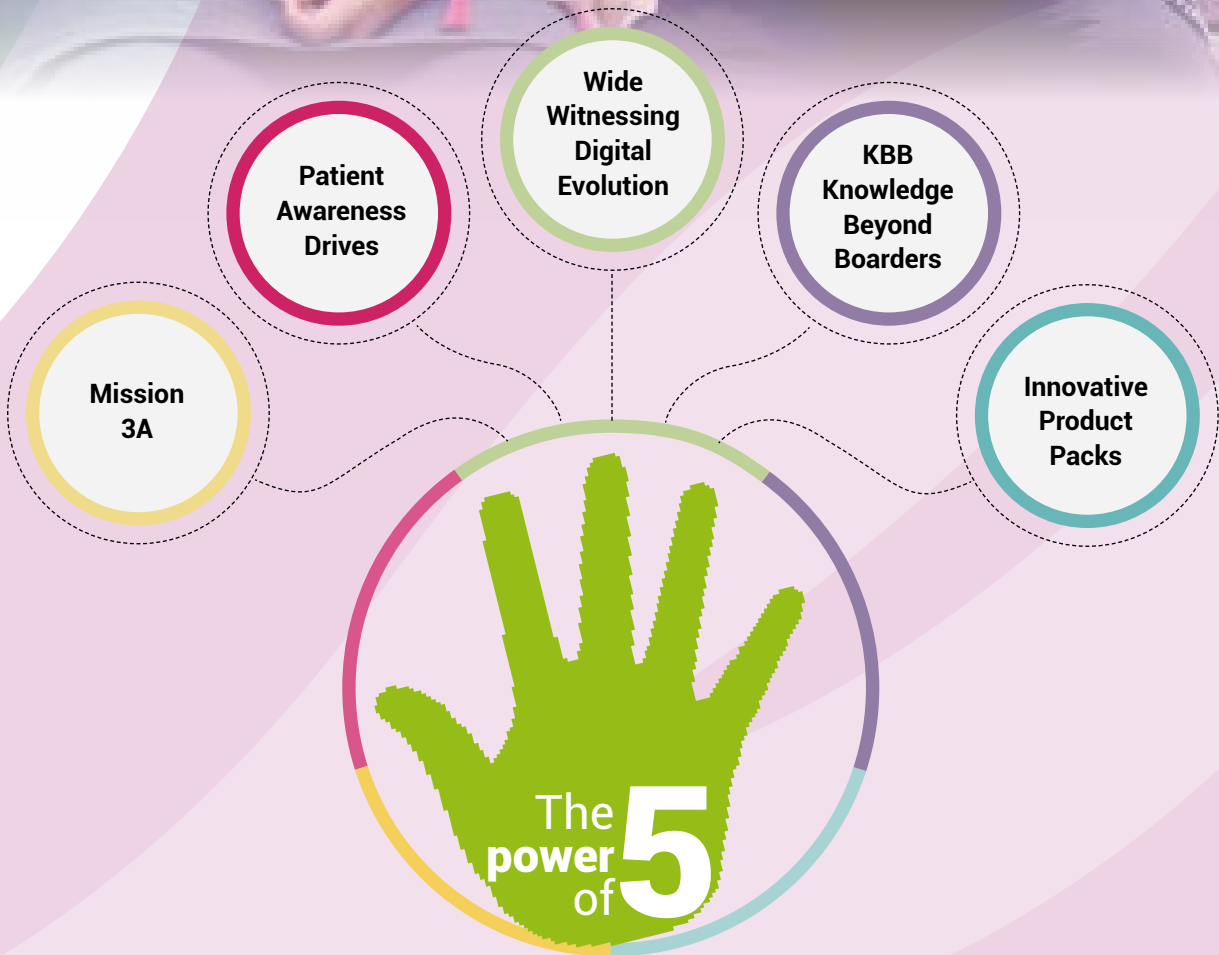 Mission
3A
Patient
Awareness
Drives
Wide
Witnessing
Digital
Evolution
KBB
Knowledge
Beyond
Boarders
Innovative
Product
Packs
The
power
of
5